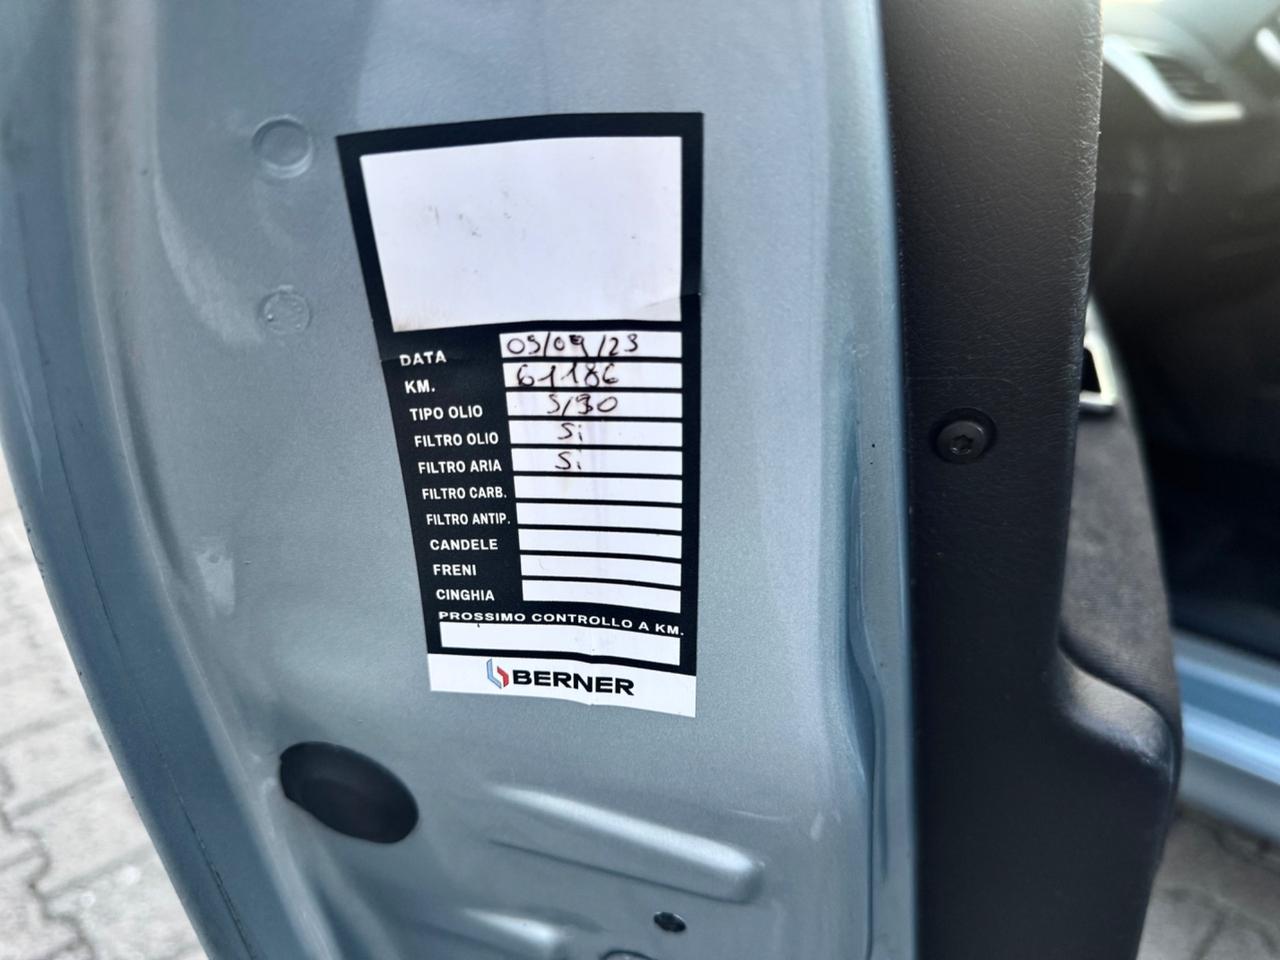 DATA 05/09/23
KM. 61186
TIPO OLIO 5/30
FILTRO OLIO Si
FILTRO ARIA Si
FILTRO CARB.
FILTRO ANTIP.
CANDELE
FRENI
CINGHIA
PROSSIMO CONTROLLO A KM.
BERNER